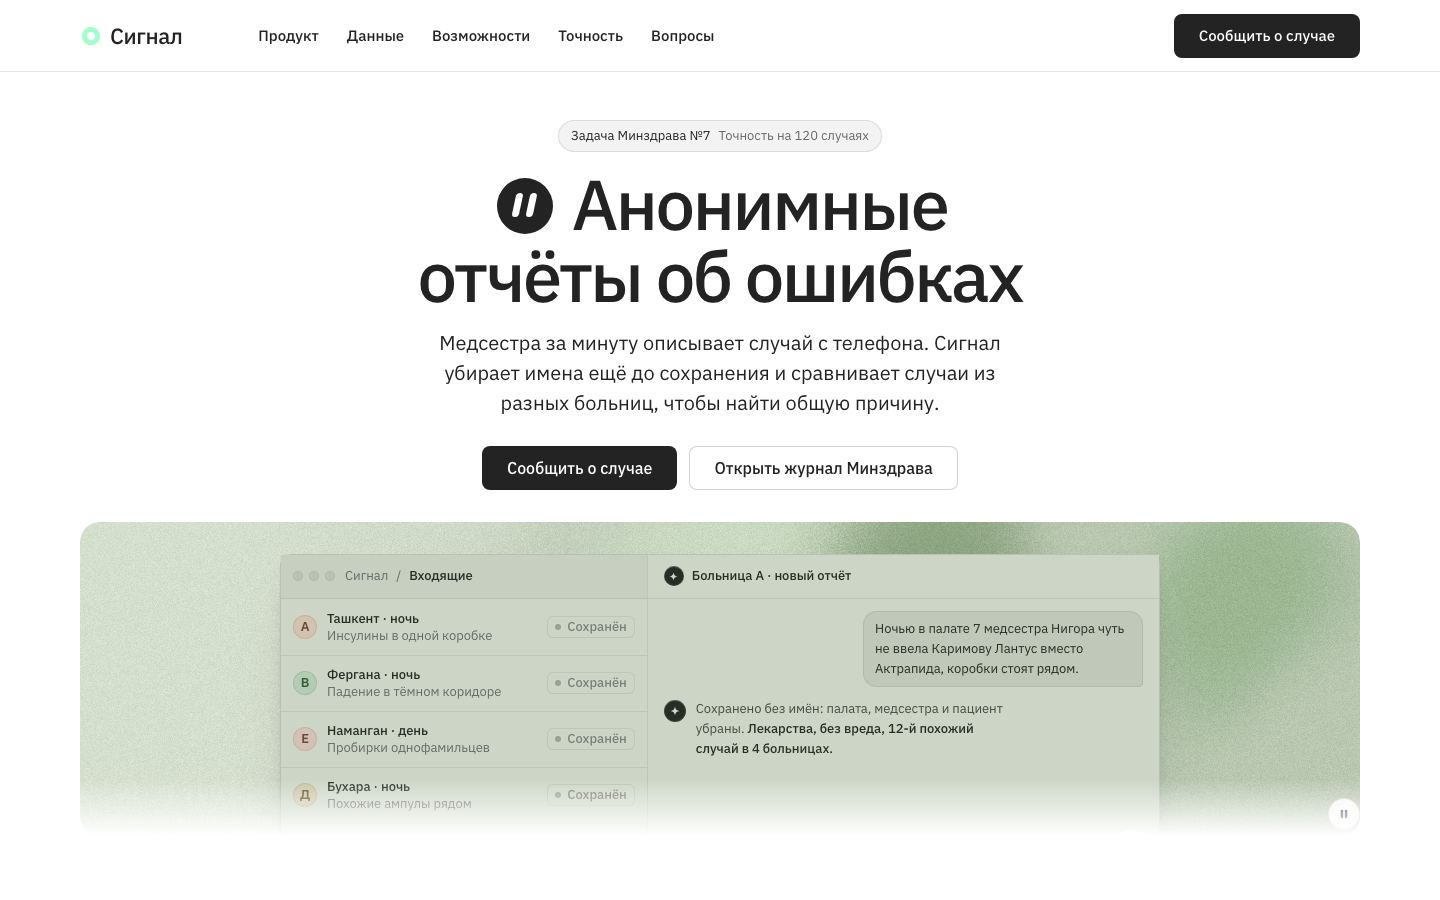 Сигнал
Продукт
Данные
Возможности
Точность
Вопросы
Сообщить о случае
Задача Минздрава №7 Точность на 120 случаях
Анонимные
отчёты об ошибках
Медсестра за минуту описывает случай с телефона. Сигнал
убирает имена ещё до сохранения и сравнивает случаи из
разных больниц, чтобы найти общую причину.
Сообщить о случае
Открыть журнал Минздрава
Сигнал / Входящие
А
Ташкент · ночь
Инсулины в одной коробке
Сохранён
В
Фергана · ночь
Падение в тёмном коридоре
Сохранён
Е
Наманган · день
Пробирки однофамильцев
Сохранён
Д
Бухара · ночь
Похожие ампулы рядом
Сохранён
Больница А · новый отчёт
Ночью в палате 7 медсестра Нигора чуть
не ввела Каримову Лантус вместо
Актрапида, коробки стоят рядом.
Сохранено без имён: палата, медсестра и пациент
убраны. Лекарства, без вреда, 12-й похожий
случай в 4 больницах.